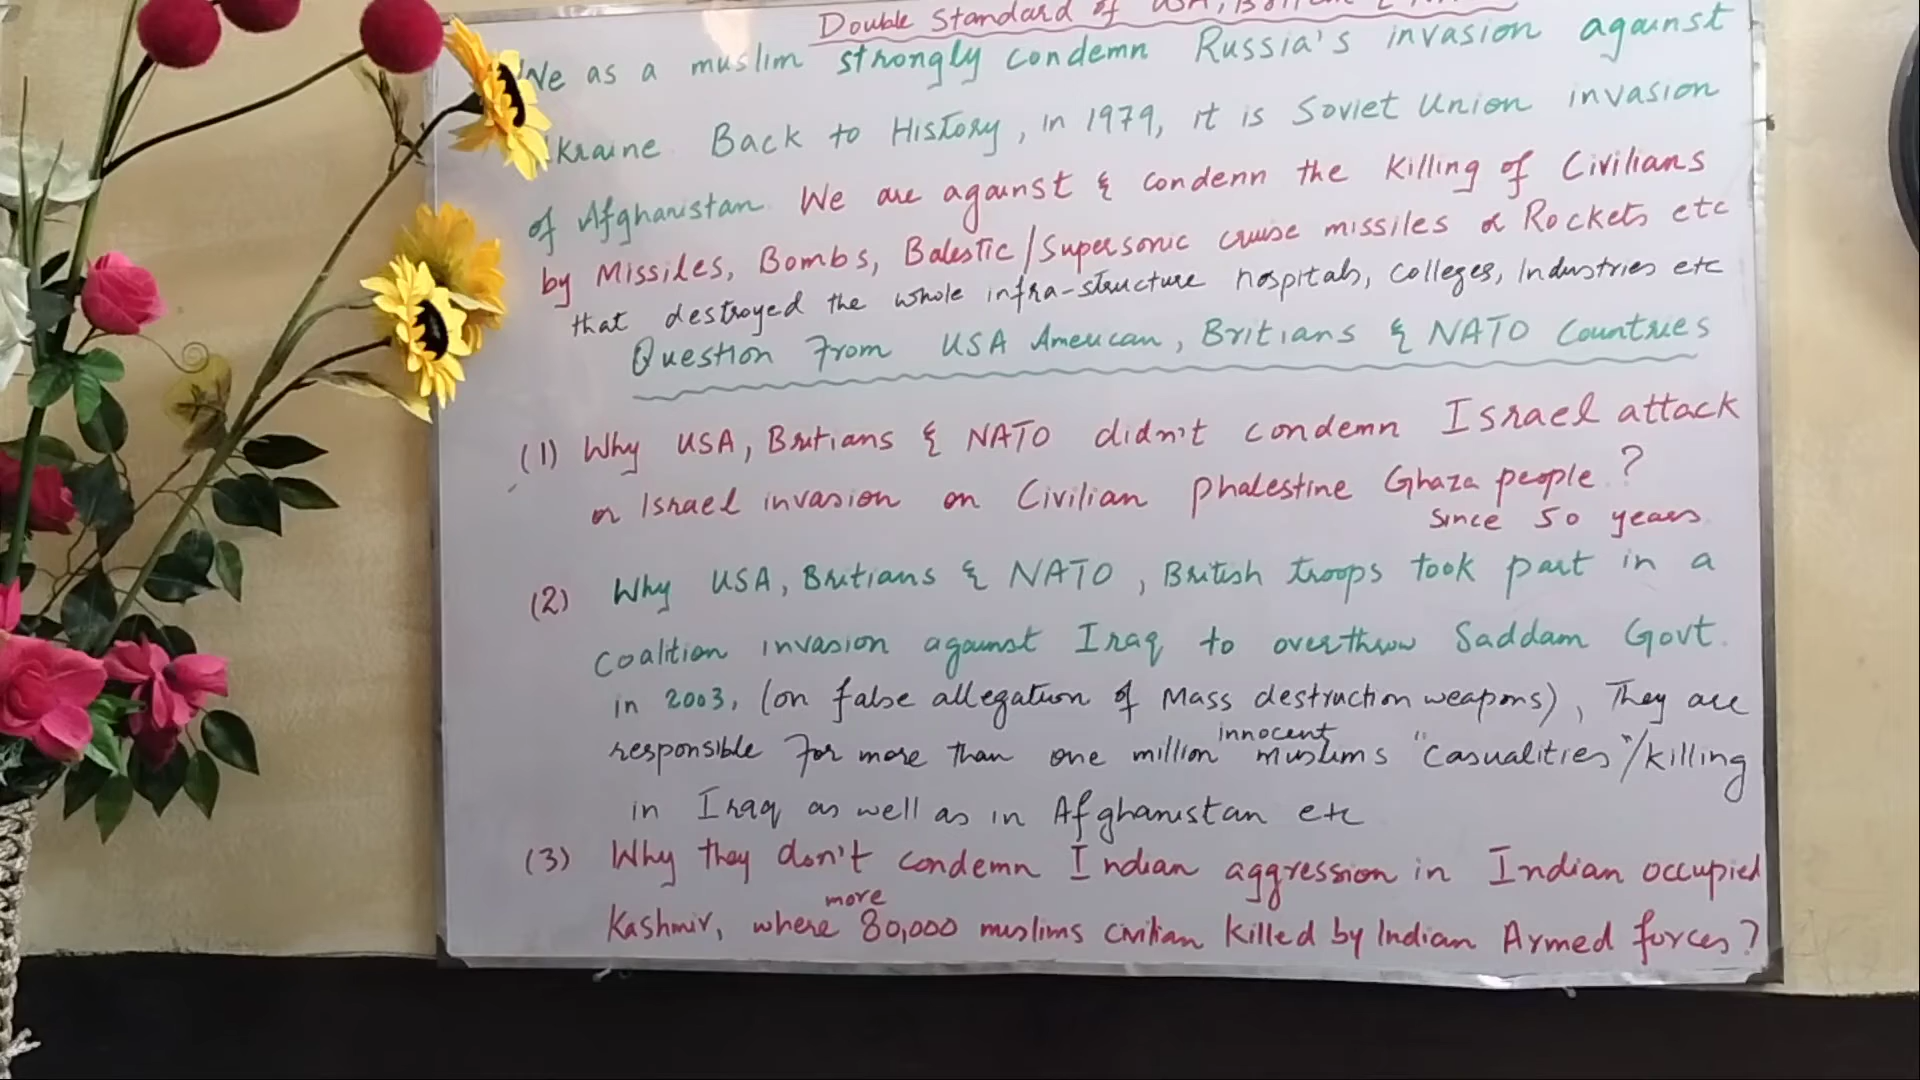 Double Standard of USA,
We as a muslim strongly condemn Russia's invasion against
kraine Back to History, in 1979, it is Soviet Union invasion
of Afghanistan We are against & condemn the killing of Civilians
by Missiles, Bombs, Balestic/Supersonic cruise missiles & Rockets etc
that destroyed the whole infra-structure hospitals, colleges, Industries etc
Question From USA American, Britians & NATO Countries
(1) Why USA, Britians & NATO didn't condemn Israel attack
or Israel invasion on Civilian Phalestine Ghaza people?
since 50 years
(2) Why USA, Britians & NATO, British troops took part in a
coalition invasion against Iraq to overthrow Saddam Govt.
in 2003, (on false allegation of Mass destruction weapons), They are
responsible for more than one million innocent muslims "casualities"/killing
in Iraq as well as in Afghanistan etc
(3) Why they don't condemn Indian aggression in Indian occupied
Kashmir, where more 80,000 muslims civilian killed by Indian Armed forces?